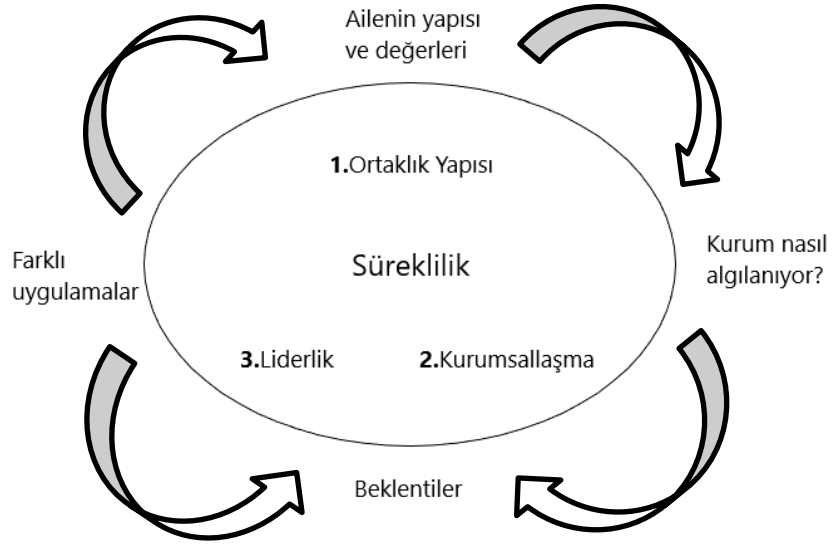 Ailenin yapısı
ve değerleri
1.Ortaklık Yapısı
Farklı
uygulamalar
Süreklilik
Kurum nasıl
algılanıyor?
3.Liderlik
2.Kurumsallaşma
Beklentiler